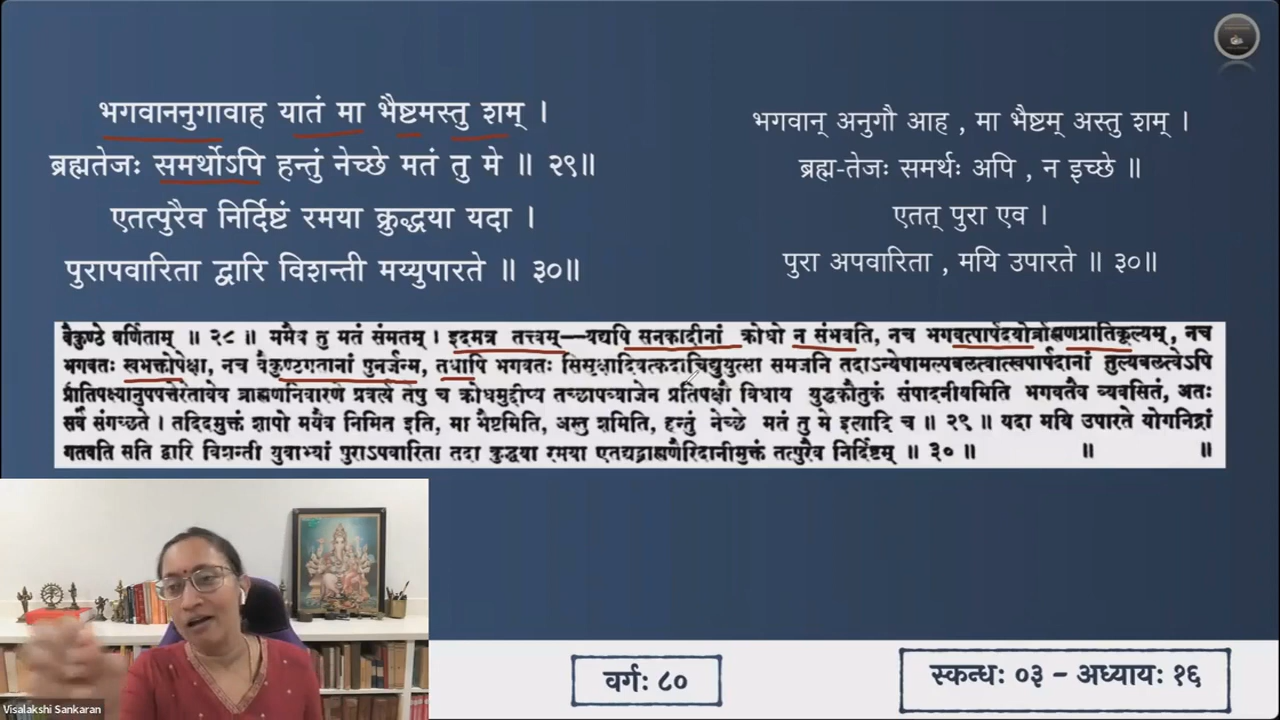 भगवाननुगावाह यातं मा भैष्टमस्तु शम् ।
ब्रह्मतेजः समर्थोऽपि हन्तुं नेच्छे मतं तु मे ॥ २९॥
एतत्पुरैव निर्दिष्टं रमया क्रुद्धया यदा ।
पुरापवारिता द्वारि विशन्ती मय्युपारते ॥ ३०॥
भगवान् अनुगौ आह , मा भैष्टम् अस्तु शम् ।
ब्रह्म-तेजः समर्थः अपि , न इच्छे ॥
एतत् पुरा एव ।
पुरा अपवारिता , मयि उपारते ॥ ३०॥
वैकुण्ठे वर्णिताम् ॥ २८ ॥ ममैव तु मतं संमतम् । इदमत्र तत्त्वम्—यद्यपि सनकादीनां क्रोधो न संभवति, नच भगवत्पार्षदयोर्ब्राह्मणप्रातिकूल्यम्, नच
भगवतः स्वभक्तोपेक्षा, नच वैकुण्ठगतानां पुनर्जन्म, तथापि भगवतः सिसृक्षादिवत्कदाचिद्युयुत्सा समजनि तदाऽन्येषामल्पबलत्वात्स्वपार्षदानां तुल्यबलत्वेऽपि
प्रातिपक्ष्यानुपपत्तेरेतावेव ब्राह्मणनिवारणे प्रवर्त्य तेषु च क्रोधमुद्दीप्य तच्छापव्याजेन प्रतिपक्षौ विधाय युद्धकौतुकं संपादनीयमिति भगवतैव व्यवसितं, अतः
सर्वं संगच्छते । तदिदमुक्तं शापो मयैव निमित इति, मा भैष्टमिति, अस्तु शमिति, हन्तुं नेच्छे मतं तु मे इत्यादि च ॥ २९ ॥ यदा मयि उपारते योगनिद्रां
गतवति सति द्वारि विशन्ती युवाभ्यां पुराऽपवारिता तदा क्रुद्धया रमया एतद्यद्ब्राह्मणैरिदानीमुक्तं तत्पुरैव निर्दिष्टम् ॥ ३० ॥ ॥ ॥
Visalakshi Sankaran
वर्गः ८०
स्कन्धः ०३ – अध्यायः १६